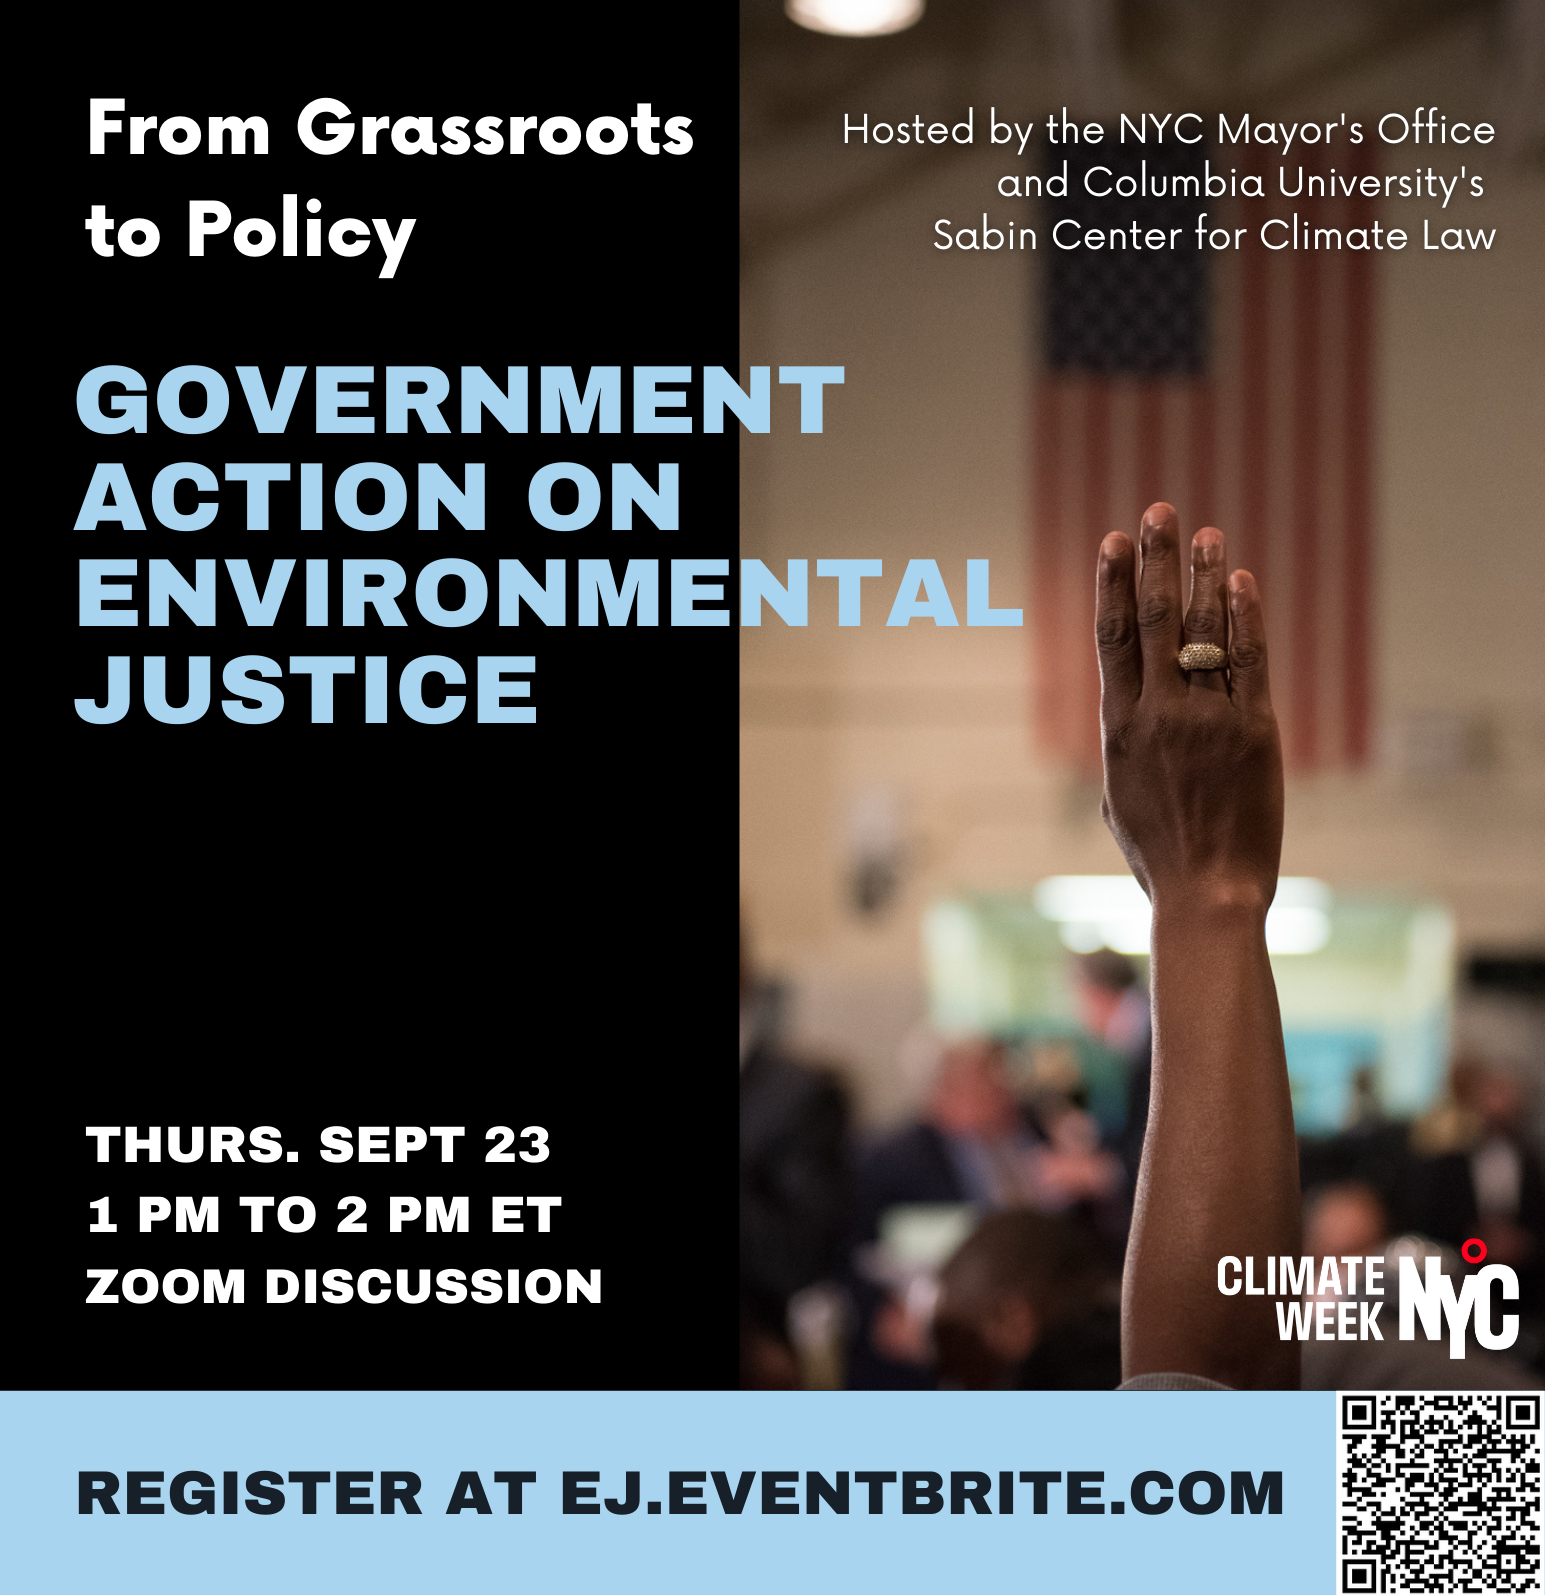 From Grassroots
to Policy
Hosted by the NYC Mayor's Office
and Columbia University's
Sabin Center for Climate Law
GOVERNMENT
ACTION ON
ENVIRONMENTAL
JUSTICE
THURS. SEPT 23
1 PM TO 2 PM ET
ZOOM DISCUSSION
CLIMATE
WEEK NYC
REGISTER AT EJ.EVENTBRITE.COM